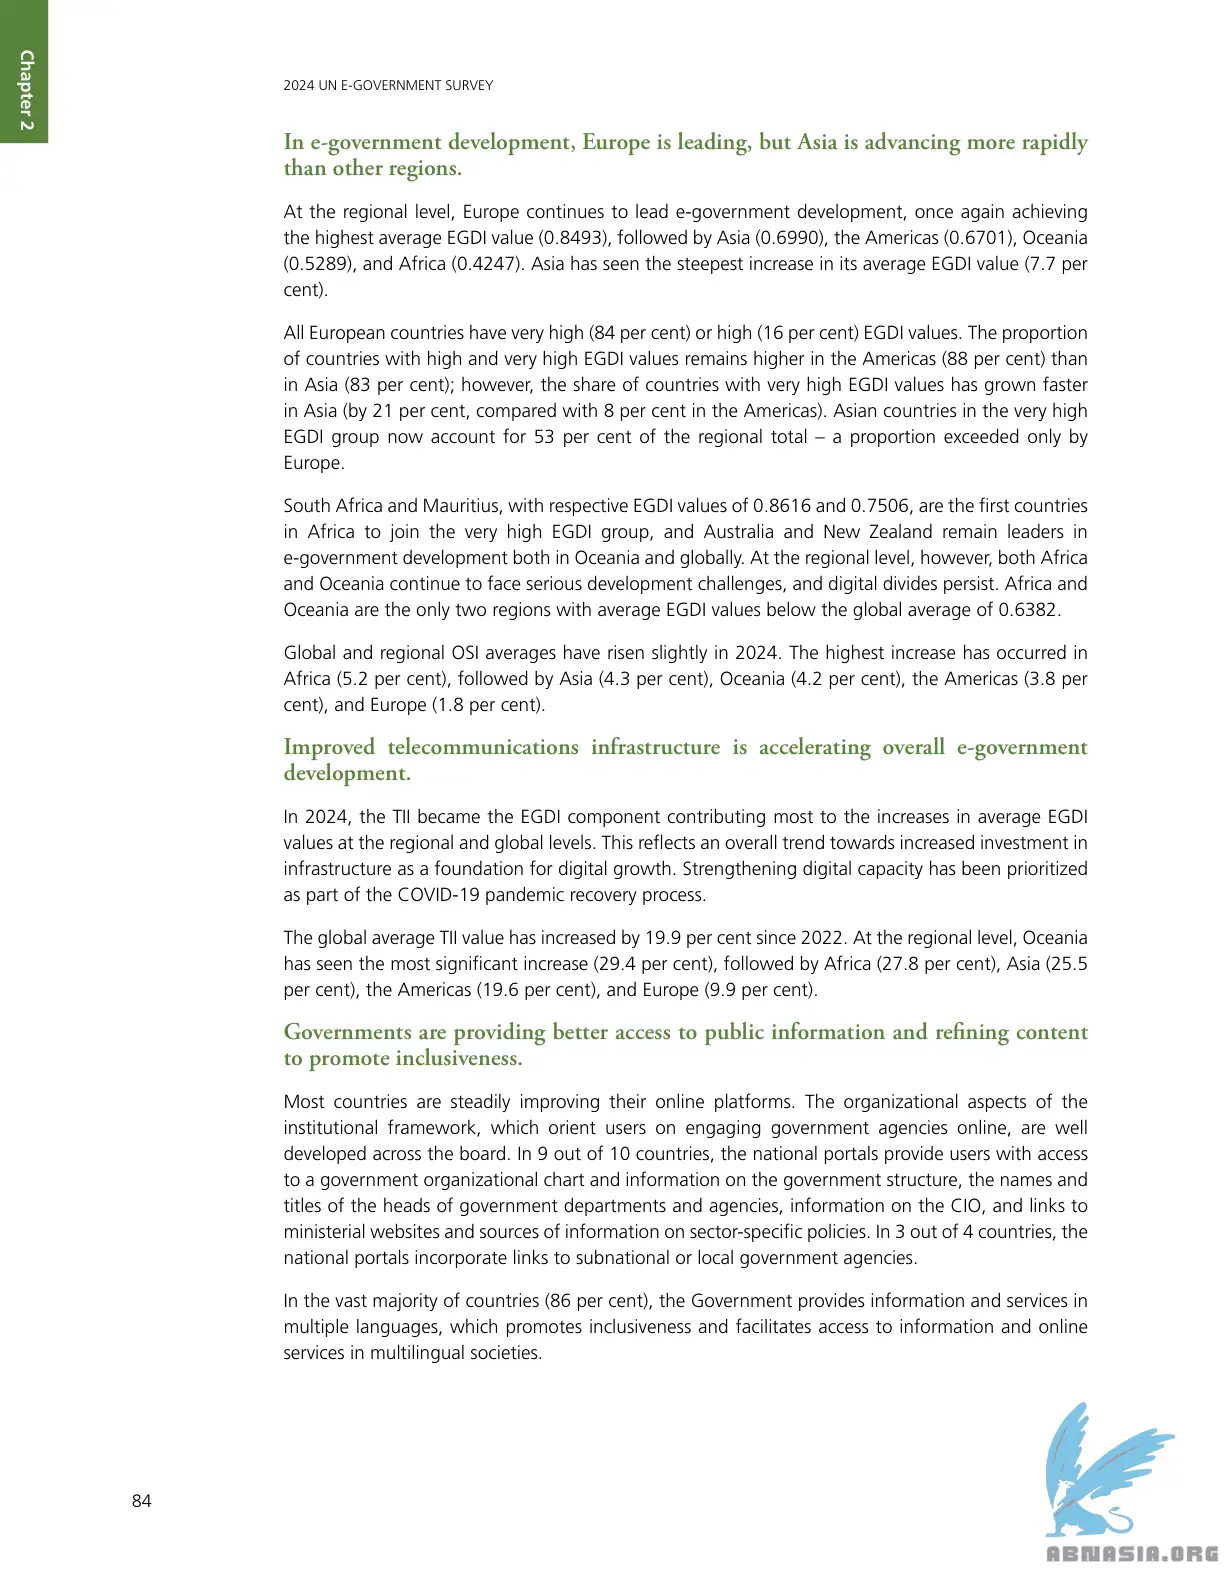 Chapter 2
2024 UN E-GOVERNMENT SURVEY
In e-government development, Europe is leading, but Asia is advancing more rapidly
than other regions.
At the regional level, Europe continues to lead e-government development, once again achieving
the highest average EGDI value (0.8493), followed by Asia (0.6990), the Americas (0.6701), Oceania
(0.5289), and Africa (0.4247). Asia has seen the steepest increase in its average EGDI value (7.7 per
cent).
All European countries have very high (84 per cent) or high (16 per cent) EGDI values. The proportion
of countries with high and very high EGDI values remains higher in the Americas (88 per cent) than
in Asia (83 per cent); however, the share of countries with very high EGDI values has grown faster
in Asia (by 21 per cent, compared with 8 per cent in the Americas). Asian countries in the very high
EGDI group now account for 53 per cent of the regional total – a proportion exceeded only by
Europe.
South Africa and Mauritius, with respective EGDI values of 0.8616 and 0.7506, are the first countries
in Africa to join the very high EGDI group, and Australia and New Zealand remain leaders in
e-government development both in Oceania and globally. At the regional level, however, both Africa
and Oceania continue to face serious development challenges, and digital divides persist. Africa and
Oceania are the only two regions with average EGDI values below the global average of 0.6382.
Global and regional OSI averages have risen slightly in 2024. The highest increase has occurred in
Africa (5.2 per cent), followed by Asia (4.3 per cent), Oceania (4.2 per cent), the Americas (3.8 per
cent), and Europe (1.8 per cent).
Improved telecommunications infrastructure is accelerating overall e-government
development.
In 2024, the TII became the EGDI component contributing most to the increases in average EGDI
values at the regional and global levels. This reflects an overall trend towards increased investment in
infrastructure as a foundation for digital growth. Strengthening digital capacity has been prioritized
as part of the COVID-19 pandemic recovery process.
The global average TII value has increased by 19.9 per cent since 2022. At the regional level, Oceania
has seen the most significant increase (29.4 per cent), followed by Africa (27.8 per cent), Asia (25.5
per cent), the Americas (19.6 per cent), and Europe (9.9 per cent).
Governments are providing better access to public information and refining content
to promote inclusiveness.
Most countries are steadily improving their online platforms. The organizational aspects of the
institutional framework, which orient users on engaging government agencies online, are well
developed across the board. In 9 out of 10 countries, the national portals provide users with access
to a government organizational chart and information on the government structure, the names and
titles of the heads of government departments and agencies, information on the CIO, and links to
ministerial websites and sources of information on sector-specific policies. In 3 out of 4 countries, the
national portals incorporate links to subnational or local government agencies.
In the vast majority of countries (86 per cent), the Government provides information and services in
multiple languages, which promotes inclusiveness and facilitates access to information and online
services in multilingual societies.
84
ABNASIA.ORG